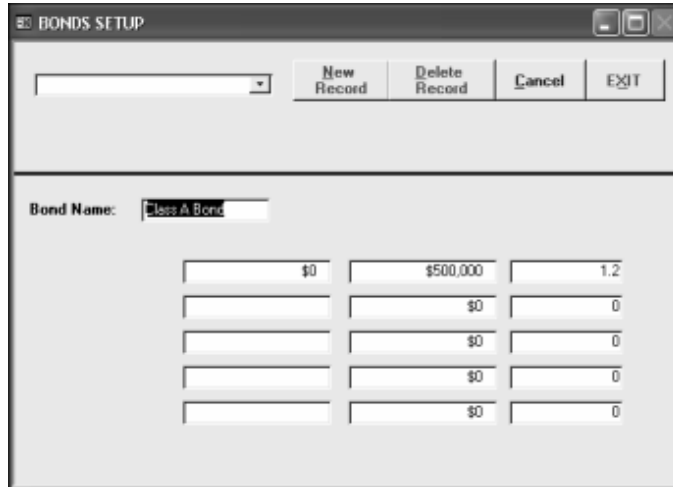 BONDS SETUP
New Record
Delete Record
Cancel
EXIT
Bond Name: Class A Bond
$0 $500,000 1.2
$0 0
$0 0
$0 0
$0 0